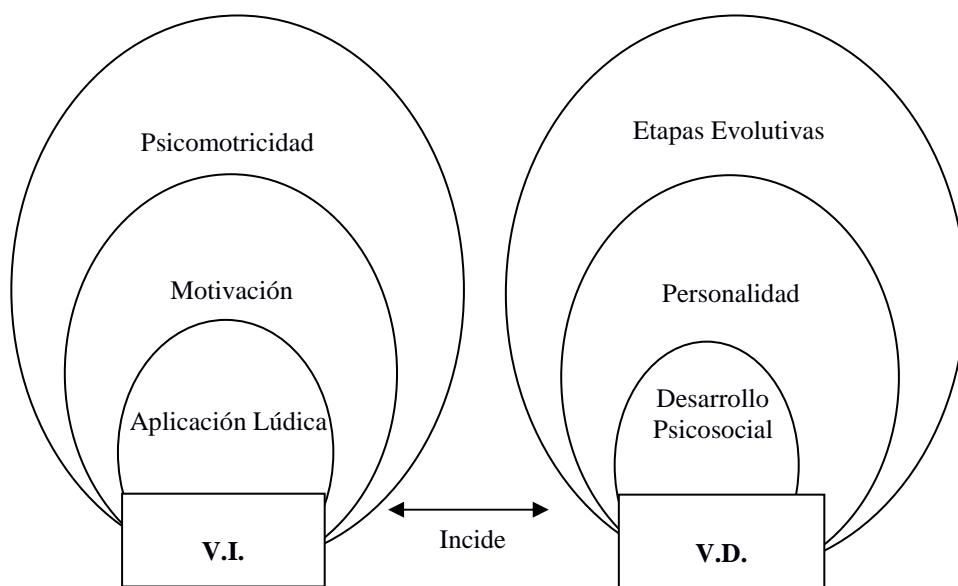 Psicomotricidad
Motivación
Aplicación Lúdica
V.I.
Incide
Etapas Evolutivas
Personalidad
Desarrollo
Psicosocial
V.D.